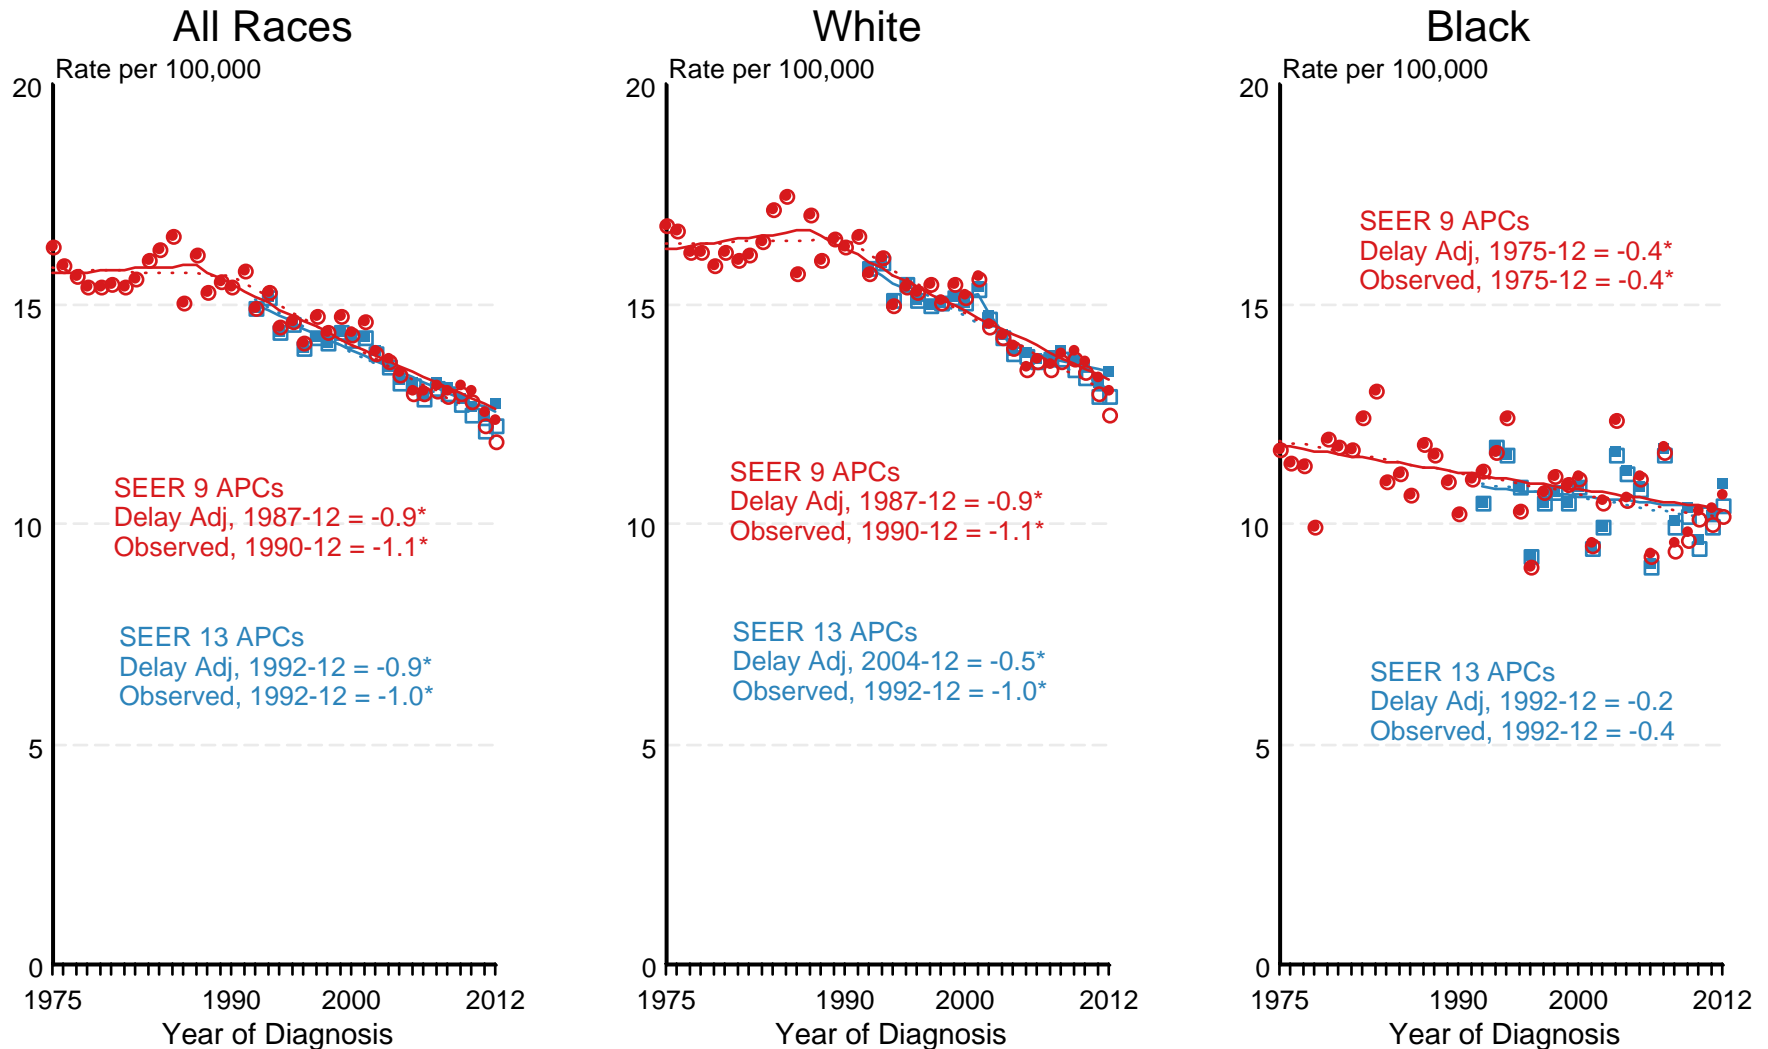 All Races
Rate per 100,000
20
15
10
5
0
SEER 9 APCs
Delay Adj, 1987-12 = -0.9*
Observed, 1990-12 = -1.1*
SEER 13 APCs
Delay Adj, 1992-12 = -0.9*
Observed, 1992-12 = -1.0*
1975 1990 2000 2012
Year of Diagnosis
White
Rate per 100,000
20
15
10
5
0
SEER 9 APCs
Delay Adj, 1987-12 = -0.9*
Observed, 1990-12 = -1.1*
SEER 13 APCs
Delay Adj, 2004-12 = -0.5*
Observed, 1992-12 = -1.0*
1975 1990 2000 2012
Year of Diagnosis
Black
Rate per 100,000
20
15
10
5
0
SEER 9 APCs
Delay Adj, 1975-12 = -0.4*
Observed, 1975-12 = -0.4*
SEER 13 APCs
Delay Adj, 1992-12 = -0.2
Observed, 1992-12 = -0.4
1975 1990 2000 2012
Year of Diagnosis